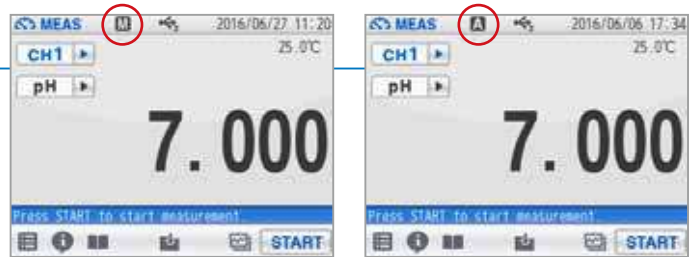 MEAS M 2016/06/27 11:20
25.0℃
CH1
pH
7.000
Press START to start measurement.
START
MEAS A 2016/06/06 17:34
25.0℃
CH1
pH
7.000
Press START to start measurement.
START